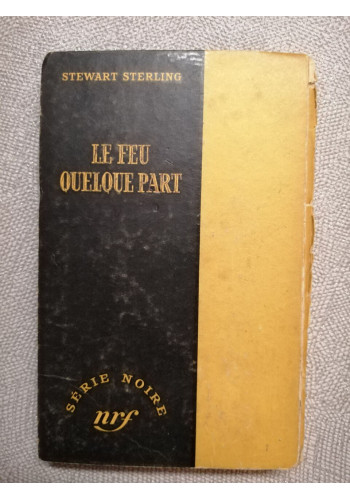 STEWART STERLING
LE FEU
QUELQUE PART
SÉRIE NOIRE
nrf